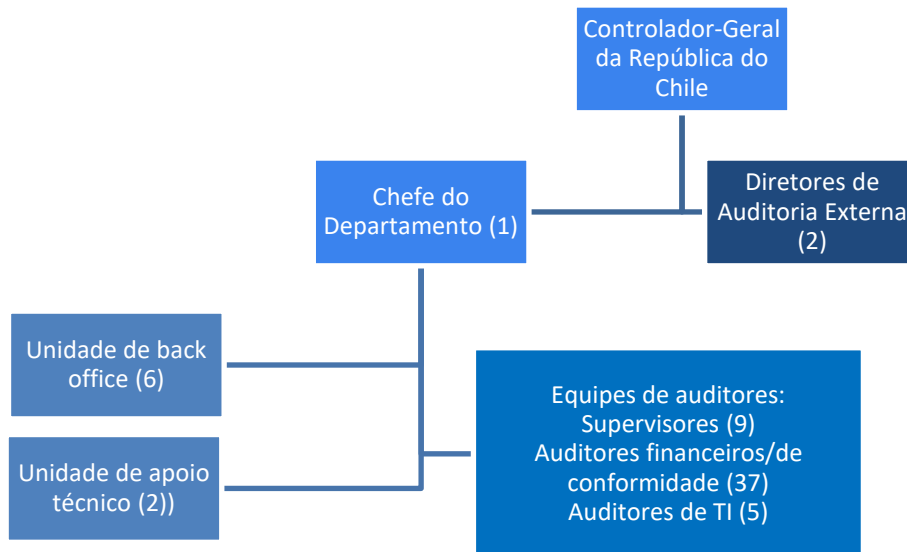 Controlador-Geral
da República do
Chile
Chefe do
Departamento (1)
Diretores de
Auditoria Externa
(2)
Unidade de back
office (6)
Equipes de auditores:
Supervisores (9)
Auditores financeiros/de
conformidade (37)
Auditores de TI (5)
Unidade de apoio
técnico (2))